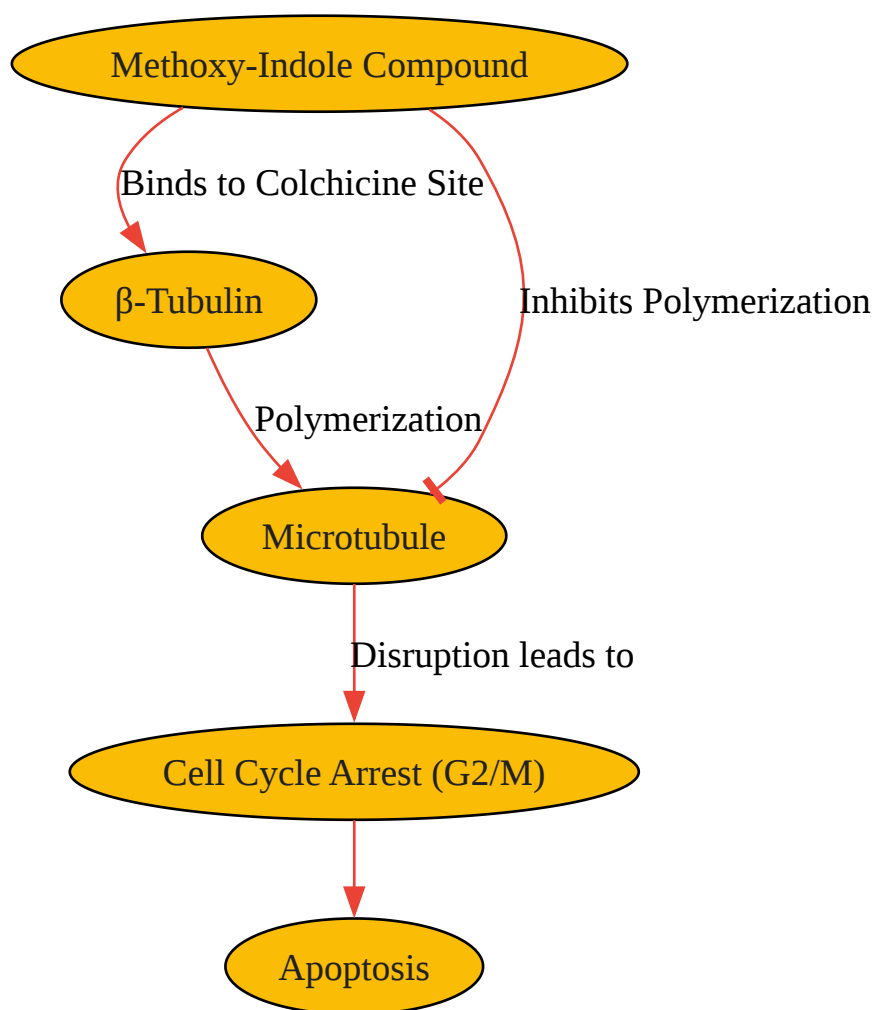 Methoxy-Indole Compound
Binds to Colchicine Site
β-Tubulin
Inhibits Polymerization
Polymerization
Microtubule
Disruption leads to
Cell Cycle Arrest (G2/M)
Apoptosis